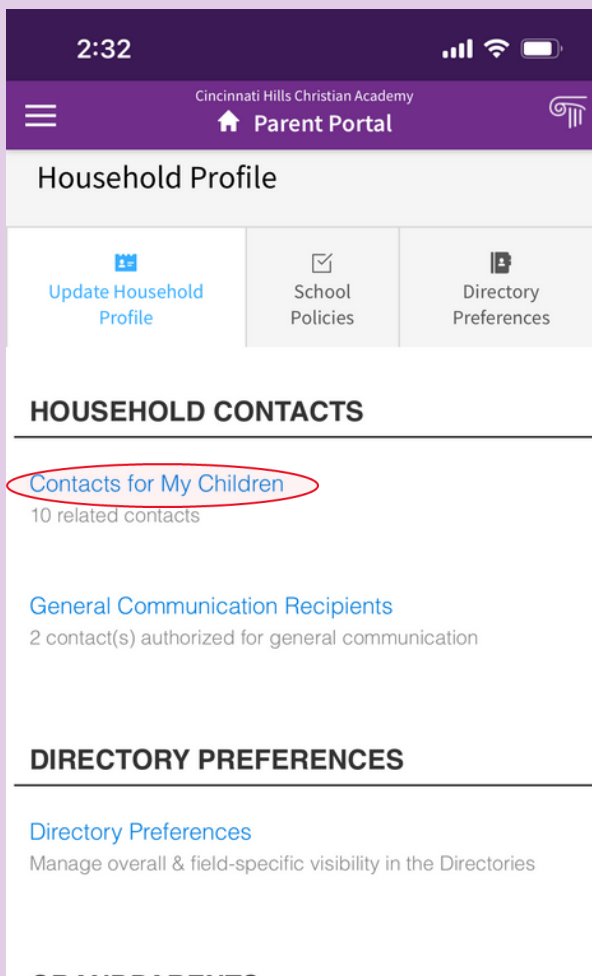 2:32
Cincinnati Hills Christian Academy
Parent Portal
Household Profile
Update Household
Profile
School
Policies
Directory
Preferences
HOUSEHOLD CONTACTS
Contacts for My Children
10 related contacts
General Communication Recipients
2 contact(s) authorized for general communication
DIRECTORY PREFERENCES
Directory Preferences
Manage overall & field-specific visibility in the Directories
GRANDPARENTS